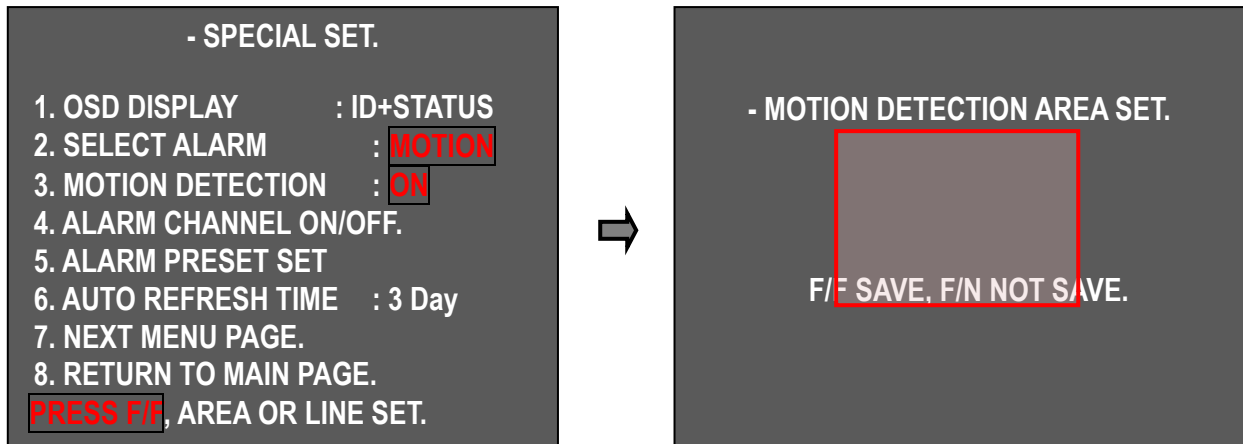 - SPECIAL SET.
1. OSD DISPLAY : ID+STATUS
2. SELECT ALARM : MOTION
3. MOTION DETECTION : ON
4. ALARM CHANNEL ON/OFF.
5. ALARM PRESET SET
6. AUTO REFRESH TIME : 3 Day
7. NEXT MENU PAGE.
8. RETURN TO MAIN PAGE.
PRESS F/F, AREA OR LINE SET.
- MOTION DETECTION AREA SET.
F/F SAVE, F/N NOT SAVE.